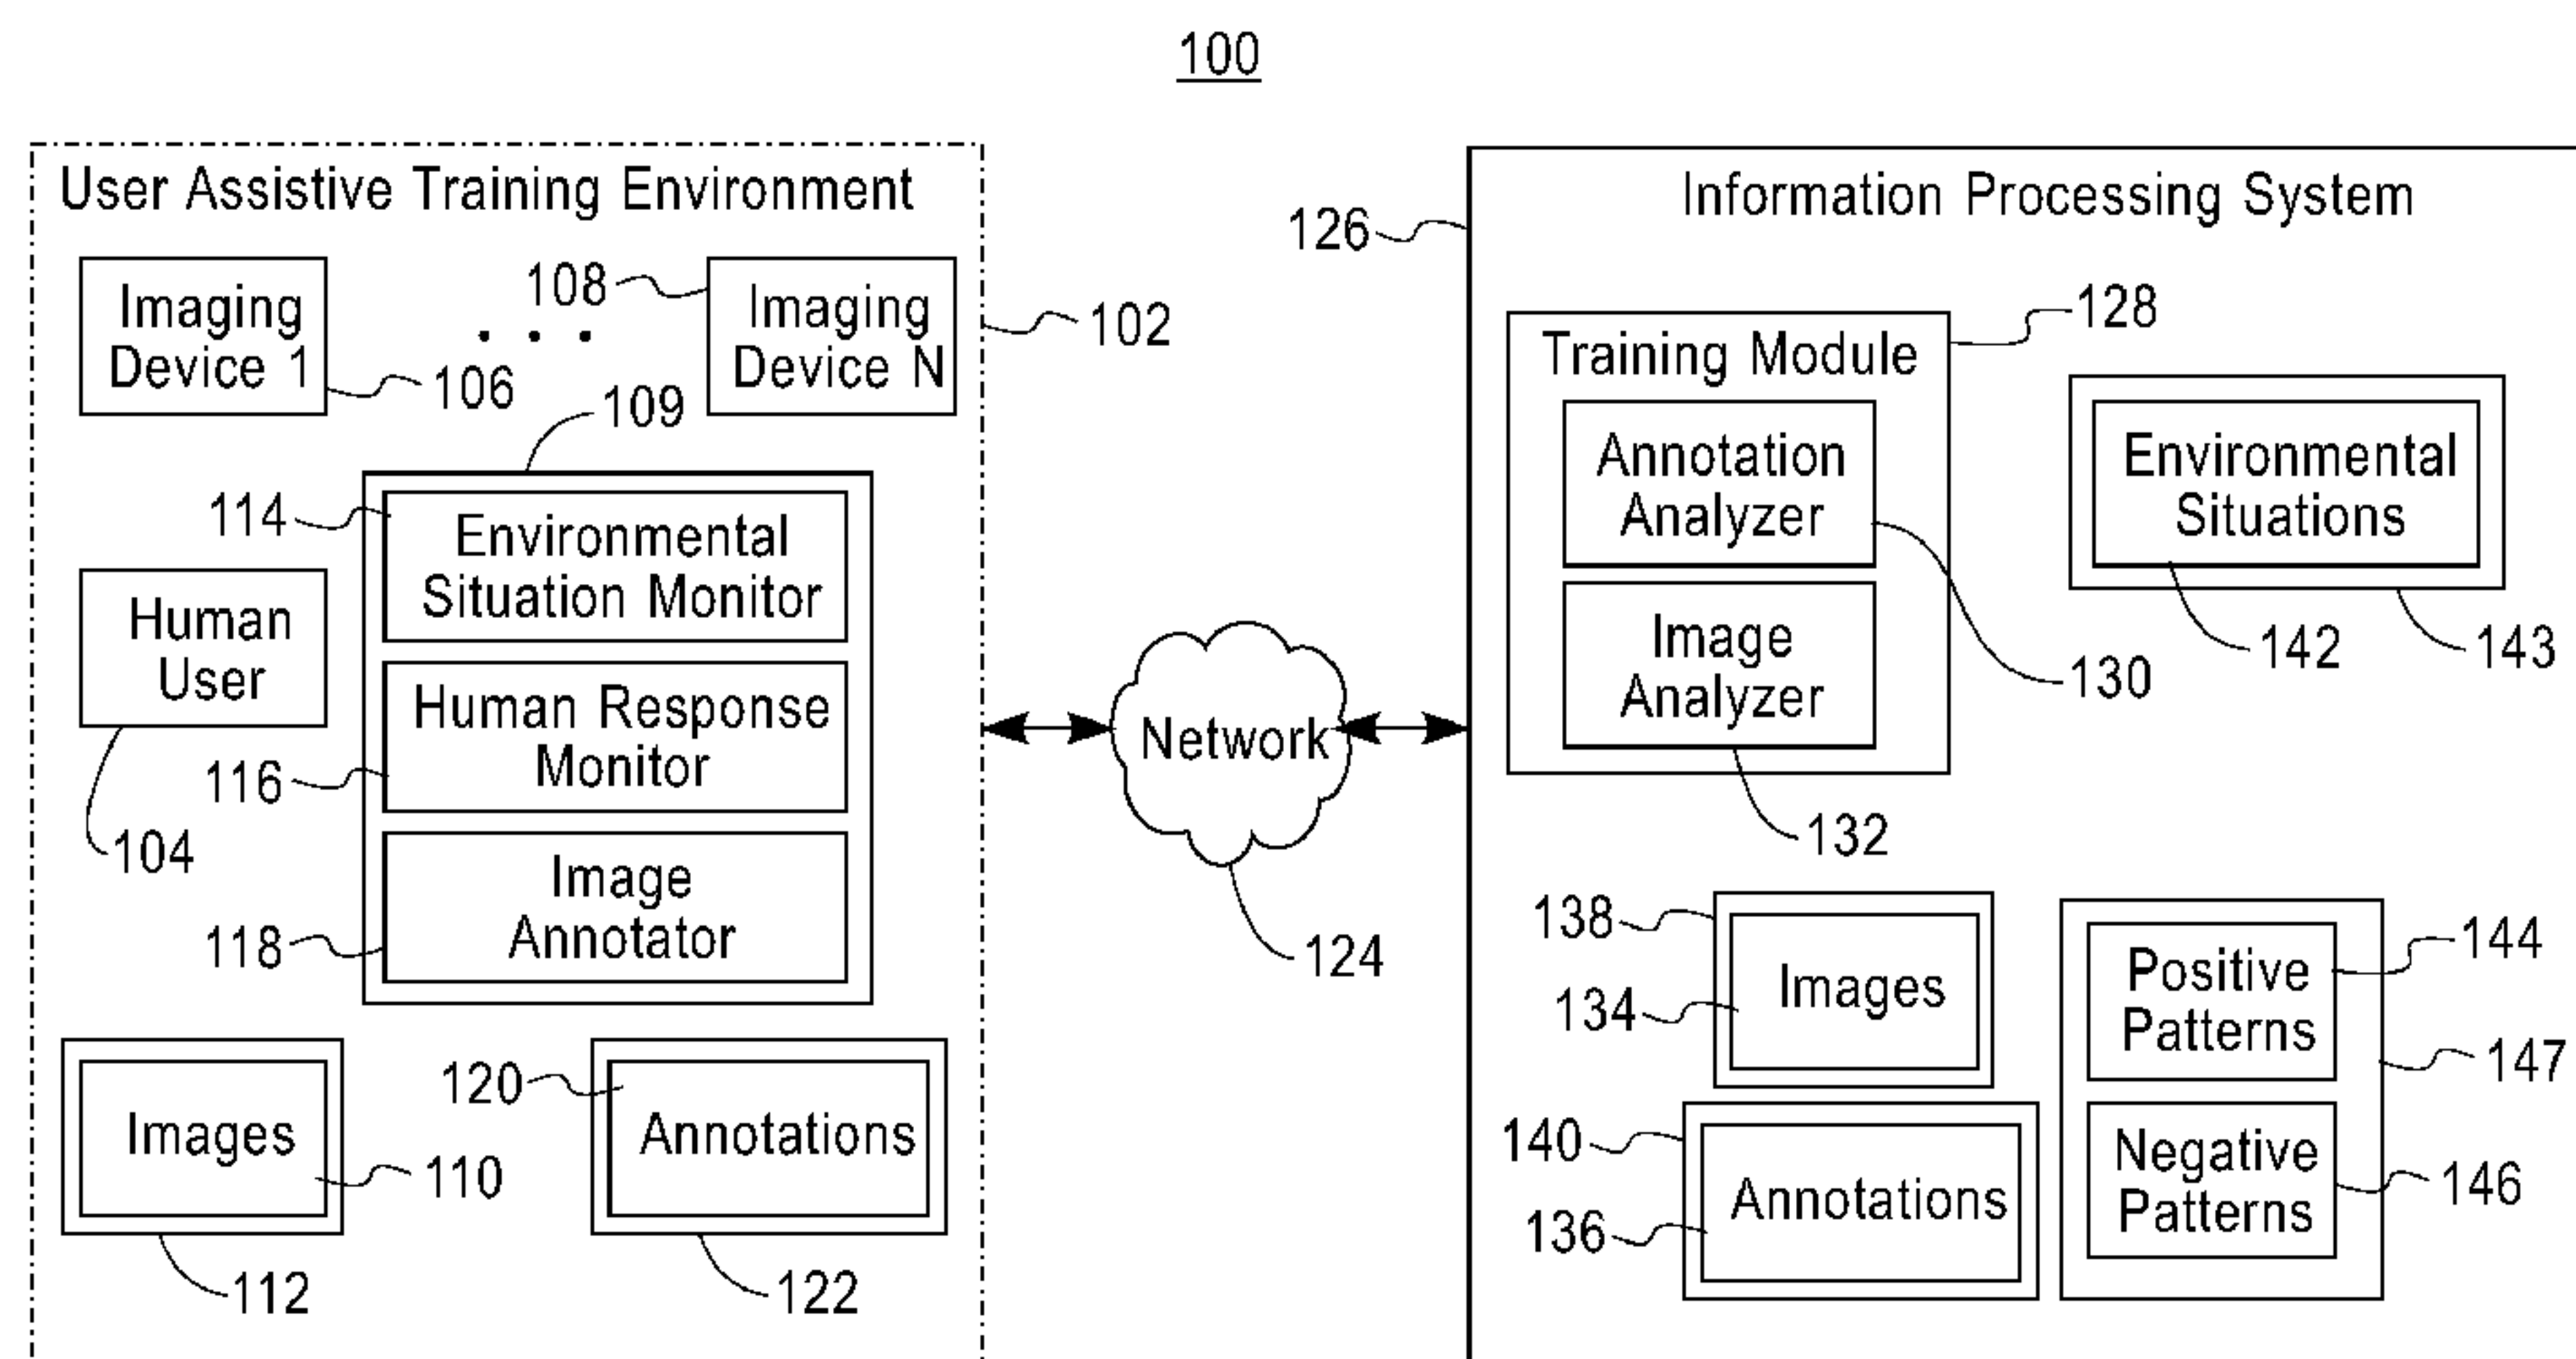 100
User Assistive Training Environment
Imaging
Device 1
106
. . .
108
Imaging
Device N
102
109
114
Environmental
Situation Monitor
Human
User
104
Human Response
Monitor
116
Image
Annotator
118
Images
110
112
120
Annotations
122
Network
124
126
Information Processing System
128
Training Module
Annotation
Analyzer
130
Image
Analyzer
132
Environmental
Situations
142
143
138
Images
134
140
Annotations
136
Positive
Patterns
144
147
Negative
Patterns
146